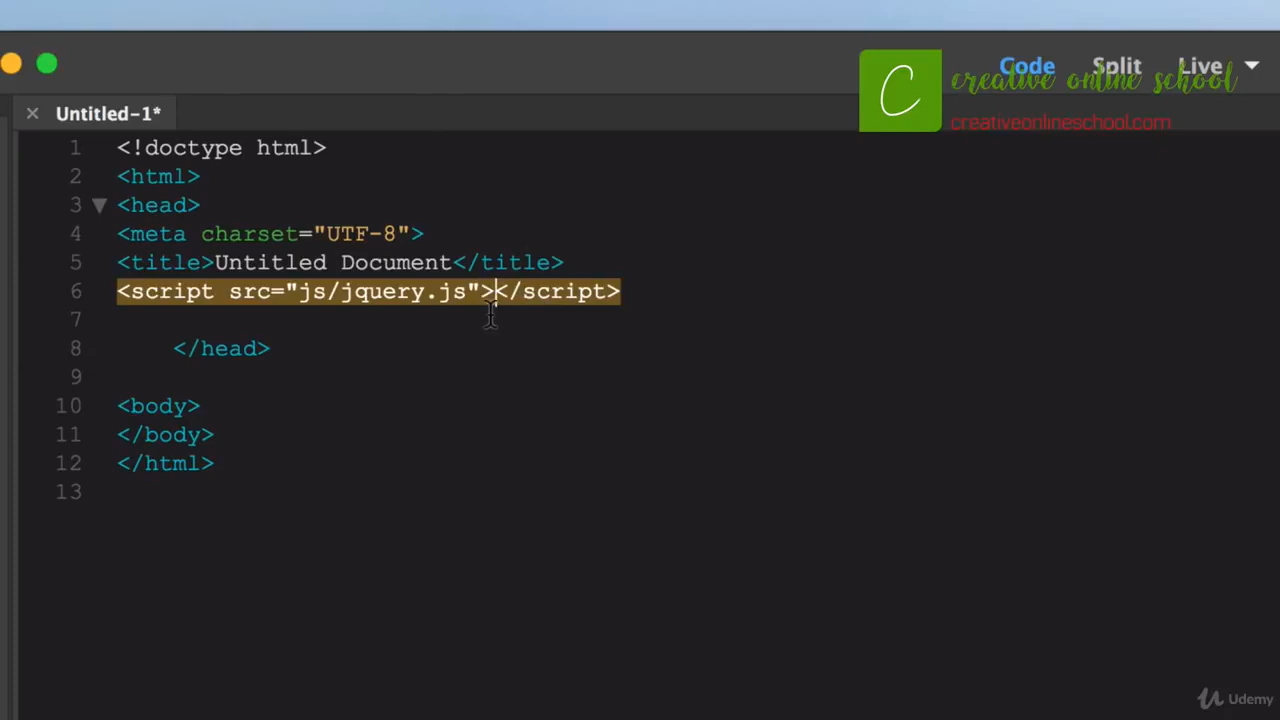 Code Split Live
C creative online school
creativeonlineschool.com
× Untitled-1*
1 <!doctype html>
2 <html>
3 <head>
4 <meta charset="UTF-8">
5 <title>Untitled Document</title>
6 <script src="js/jquery.js"></script>
7
8 </head>
9
10 <body>
11 </body>
12 </html>
13
Udemy